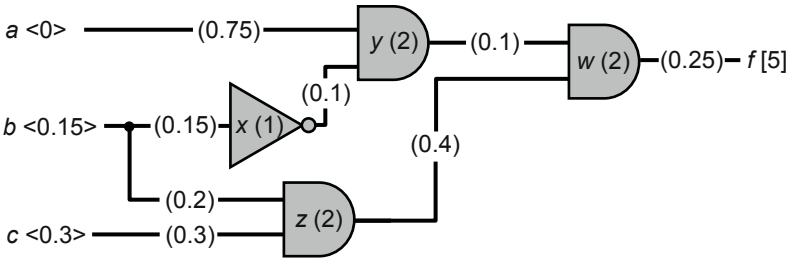 a <0>
(0.75)
y (2)
(0.1)
w (2)
(0.25)
f [5]
(0.1)
b <0.15>
(0.15)
x (1)
(0.4)
(0.2)
z (2)
c <0.3>
(0.3)